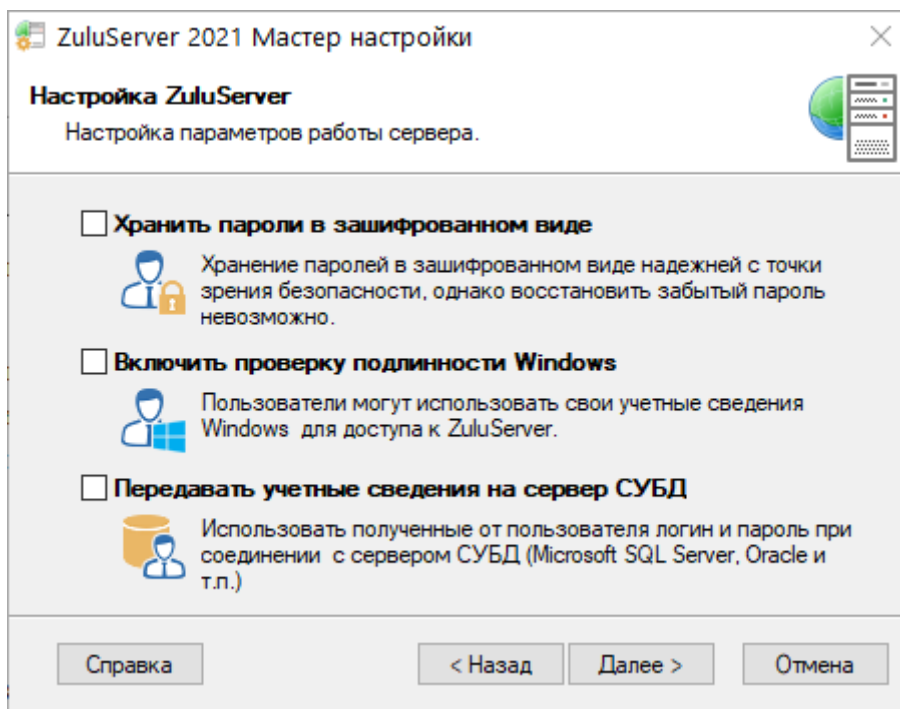 ZuluServer 2021 Мастер настройки
Настройка ZuluServer
Настройка параметров работы сервера.
Хранить пароли в зашифрованном виде
Хранение паролей в зашифрованном виде надежней с точки
зрения безопасности, однако восстановить забытый пароль
невозможно.
Включить проверку подлинности Windows
Пользователи могут использовать свои учетные сведения
Windows для доступа к ZuluServer.
Передавать учетные сведения на сервер СУБД
Использовать полученные от пользователя логин и пароль при
соединении с сервером СУБД (Microsoft SQL Server, Oracle и
т.п.)
Справка < Назад Далее > Отмена